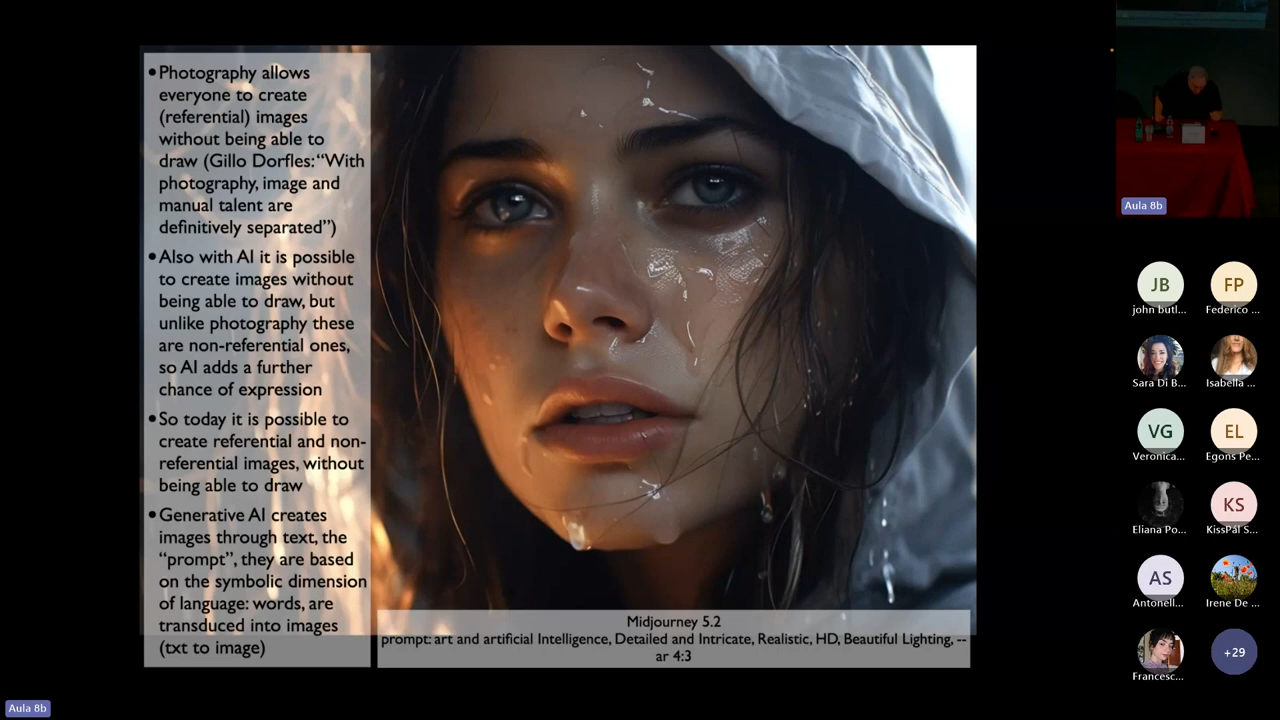 •Photography allows
everyone to create
(referential) images
without being able to
draw (Gillo Dorfles: “With
photography, image and
manual talent are
definitively separated”)
•Also with AI it is possible
to create images without
being able to draw, but
unlike photography these
are non-referential ones,
so AI adds a further
chance of expression
•So today it is possible to
create referential and non-
referential images, without
being able to draw
•Generative AI creates
images through text, the
“prompt”, they are based
on the symbolic dimension
of language: words, are
transduced into images
(txt to image)
Midjourney 5.2
prompt: art and artificial Intelligence, Detailed and Intricate, Realistic, HD, Beautiful Lighting, --
ar 4:3
Aula 8b
JB
john butl...
FP
Federico ...
Sara Di B...
Isabella ...
VG
Veronica...
EL
Egons Pe...
Eliana Po...
KS
KissPál S...
AS
Antonell...
Irene De ...
Francesc...
+29
Aula 8b